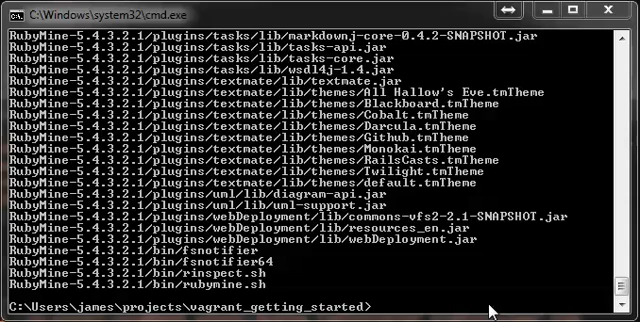 C:\Windows\system32\cmd.exe
RubyMine-5.4.3.2.1/plugins/tasks/lib/markdownj-core-0.4.2-SNAPSHOT.jar
RubyMine-5.4.3.2.1/plugins/tasks/lib/tasks-api.jar
RubyMine-5.4.3.2.1/plugins/tasks/lib/tasks-core.jar
RubyMine-5.4.3.2.1/plugins/tasks/lib/wsdl4j-1.4.jar
RubyMine-5.4.3.2.1/plugins/textmate/lib/textmate.jar
RubyMine-5.4.3.2.1/plugins/textmate/lib/themes/All Hallow's Eve.tmTheme
RubyMine-5.4.3.2.1/plugins/textmate/lib/themes/Blackboard.tmTheme
RubyMine-5.4.3.2.1/plugins/textmate/lib/themes/Cobalt.tmTheme
RubyMine-5.4.3.2.1/plugins/textmate/lib/themes/Darcula.tmTheme
RubyMine-5.4.3.2.1/plugins/textmate/lib/themes/Github.tmTheme
RubyMine-5.4.3.2.1/plugins/textmate/lib/themes/Monokai.tmTheme
RubyMine-5.4.3.2.1/plugins/textmate/lib/themes/RailsCasts.tmTheme
RubyMine-5.4.3.2.1/plugins/textmate/lib/themes/Twilight.tmTheme
RubyMine-5.4.3.2.1/plugins/textmate/lib/themes/default.tmTheme
RubyMine-5.4.3.2.1/plugins/uml/lib/diagram-api.jar
RubyMine-5.4.3.2.1/plugins/uml/lib/uml-support.jar
RubyMine-5.4.3.2.1/plugins/webDeployment/lib/commons-vfs2-2.1-SNAPSHOT.jar
RubyMine-5.4.3.2.1/plugins/webDeployment/lib/resources_en.jar
RubyMine-5.4.3.2.1/plugins/webDeployment/lib/webDeployment.jar
RubyMine-5.4.3.2.1/bin/fsnotifier
RubyMine-5.4.3.2.1/bin/fsnotifier64
RubyMine-5.4.3.2.1/bin/rinspect.sh
RubyMine-5.4.3.2.1/bin/rubymine.sh
C:\Users\james\projects\vagrant_getting_started>